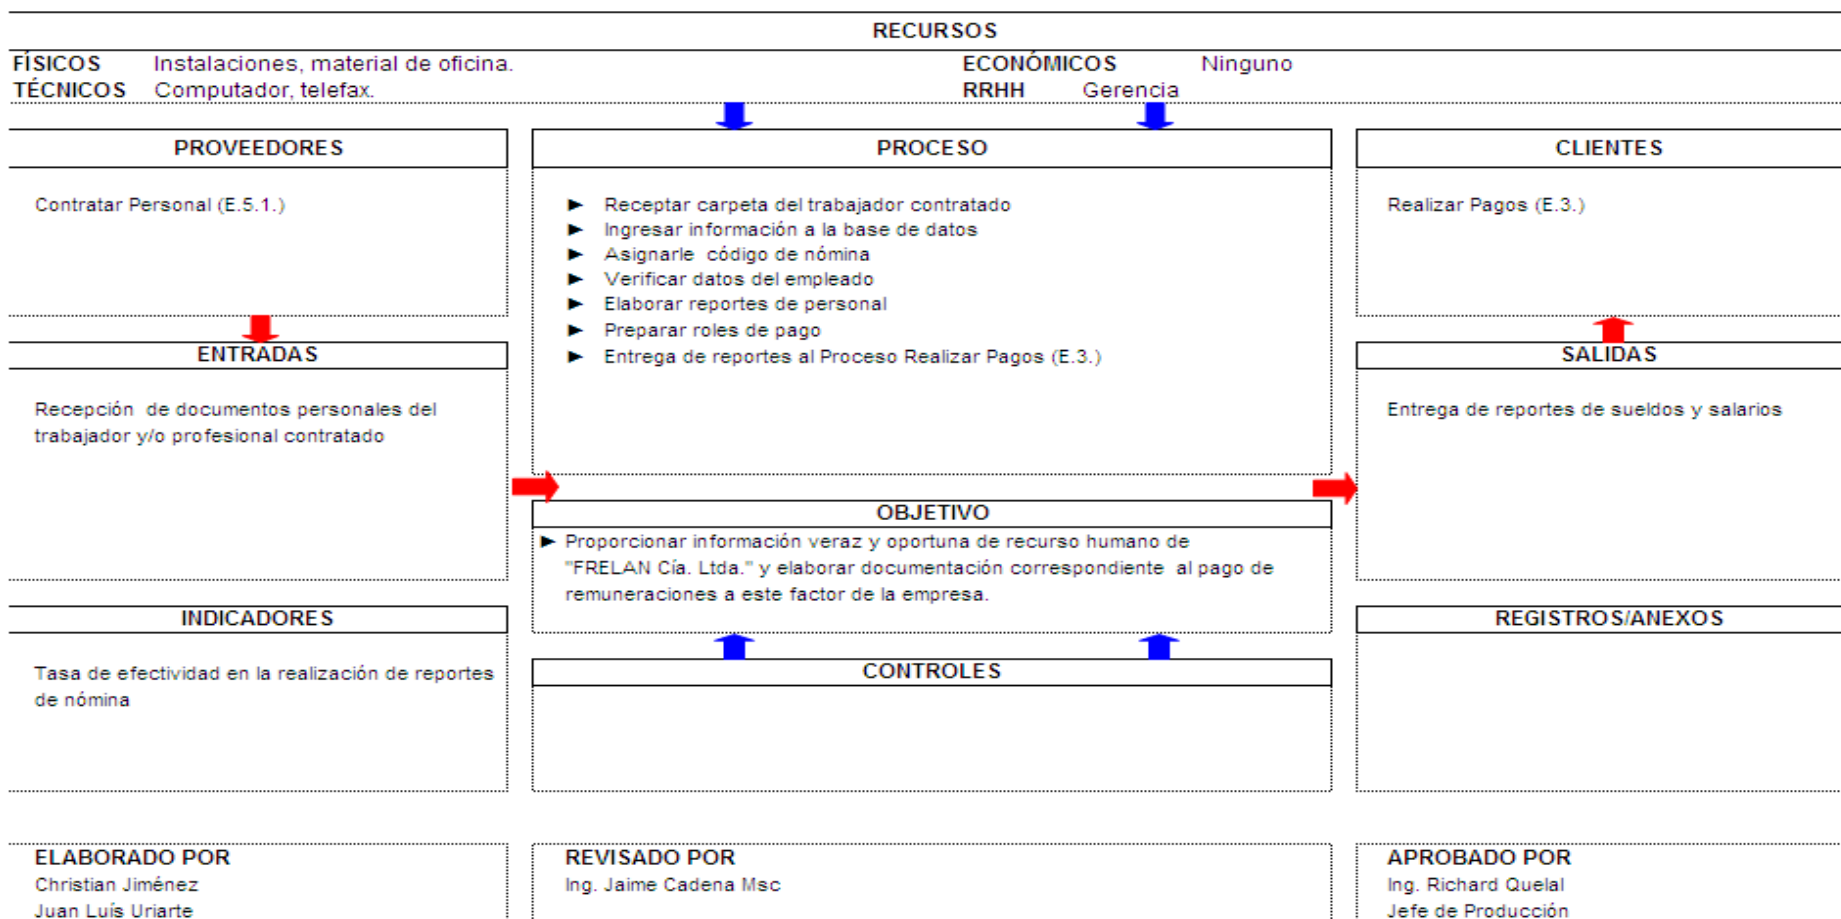 RECURSOS
FÍSICOS Instalaciones, material de oficina. ECONÓMICOS Ninguno
TÉCNICOS Computador, telefax. RRHH Gerencia
PROVEEDORES
Contratar Personal (E.5.1.)
ENTRADAS
Recepción de documentos personales del
trabajador y/o profesional contratado
INDICADORES
Tasa de efectividad en la realización de reportes
de nómina
PROCESO
► Receptar carpeta del trabajador contratado
► Ingresar información a la base de datos
► Asignarle código de nómina
► Verificar datos del empleado
► Elaborar reportes de personal
► Preparar roles de pago
► Entrega de reportes al Proceso Realizar Pagos (E.3.)
OBJETIVO
► Proporcionar información veraz y oportuna de recurso humano de
"FRELAN Cía. Ltda." y elaborar documentación correspondiente al pago de
remuneraciones a este factor de la empresa.
CONTROLES
CLIENTES
Realizar Pagos (E.3.)
SALIDAS
Entrega de reportes de sueldos y salarios
REGISTROS/ANEXOS
ELABORADO POR
Christian Jiménez
Juan Luís Uriarte
REVISADO POR
Ing. Jaime Cadena Msc
APROBADO POR
Ing. Richard Quelal
Jefe de Producción